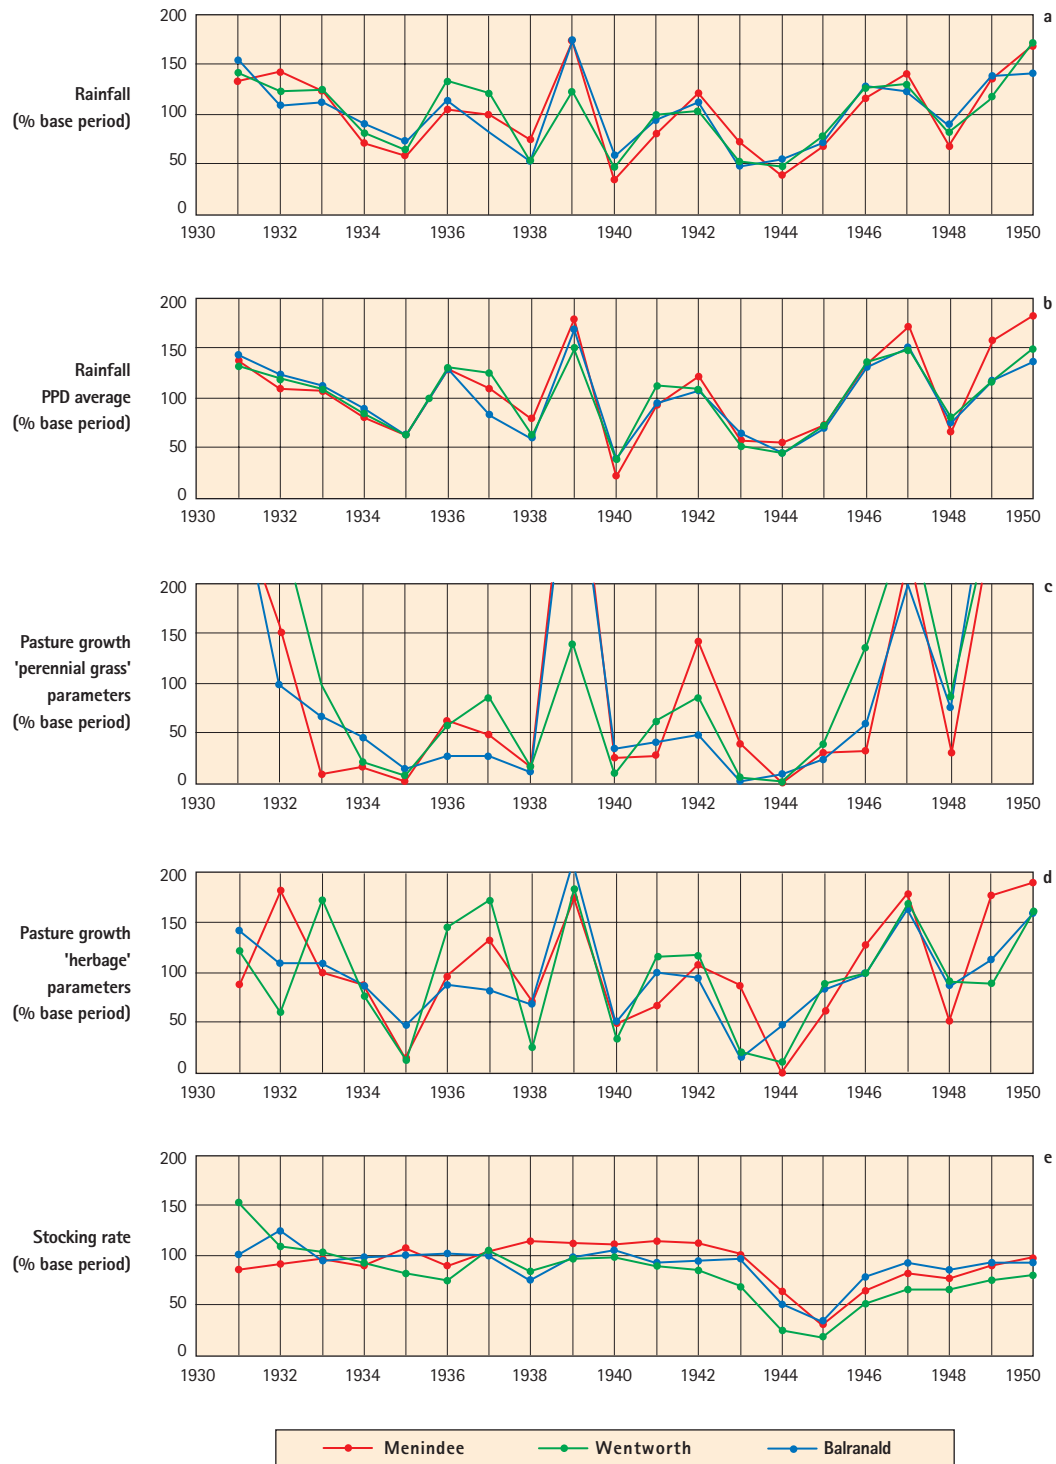 200
a
150
Rainfall
(% base period)
100
50
0
1930 1932 1934 1936 1938 1940 1942 1944 1946 1948 1950
200
b
150
Rainfall
PPD average
(% base period)
100
50
0
1930 1932 1934 1936 1938 1940 1942 1944 1946 1948 1950
200
c
150
Pasture growth
'perennial grass'
parameters
(% base period)
100
50
0
1930 1932 1934 1936 1938 1940 1942 1944 1946 1948 1950
200
d
150
Pasture growth
'herbage'
parameters
(% base period)
100
50
0
1930 1932 1934 1936 1938 1940 1942 1944 1946 1948 1950
200
e
150
Stocking rate
(% base period)
100
50
0
1930 1932 1934 1936 1938 1940 1942 1944 1946 1948 1950
Menindee Wentworth Balranald